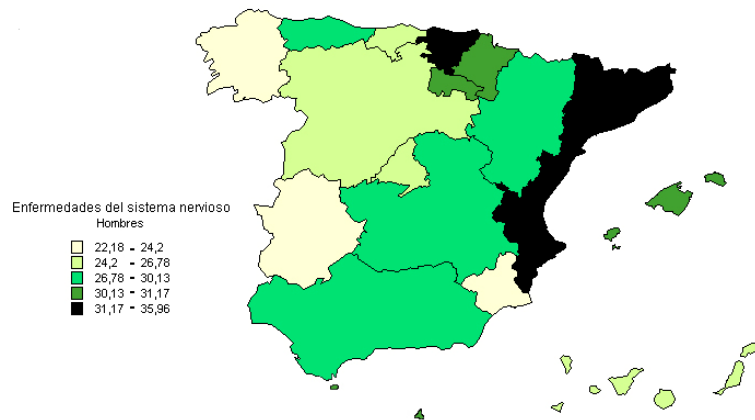 Enfermedades del sistema nervioso
Hombres
22,18 - 24,2
24,2 - 26,78
26,78 - 30,13
30,13 - 31,17
31,17 - 35,96